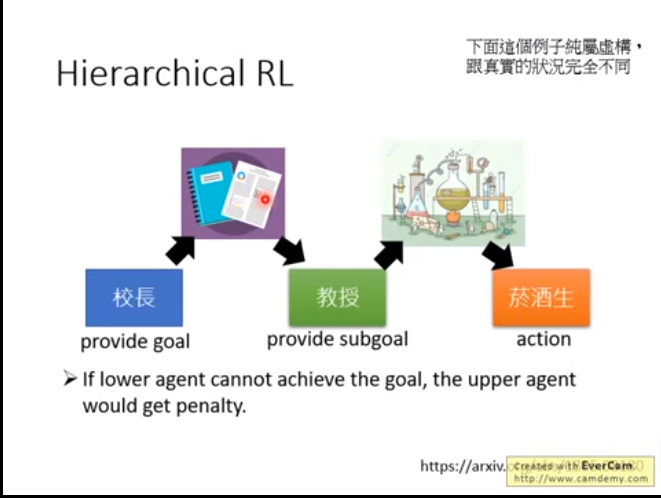 Hierarchical RL
下面這個例子純屬虛構，
跟真實的狀況完全不同
校長
教授
菸酒生
provide goal
provide subgoal
action
➢ If lower agent cannot achieve the goal, the upper agent
would get penalty.
https://arxiv.
Created with EverCam.
http://www.camdemy.com